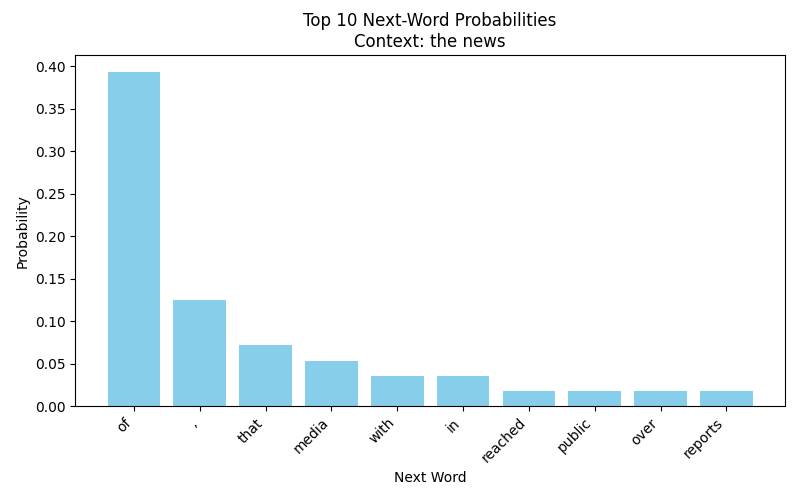 Top 10 Next-Word Probabilities
Context: the news
Probability
0.40
0.35
0.30
0.25
0.20
0.15
0.10
0.05
0.00
of
,
that
media
with
in
reached
public
over
reports
Next Word